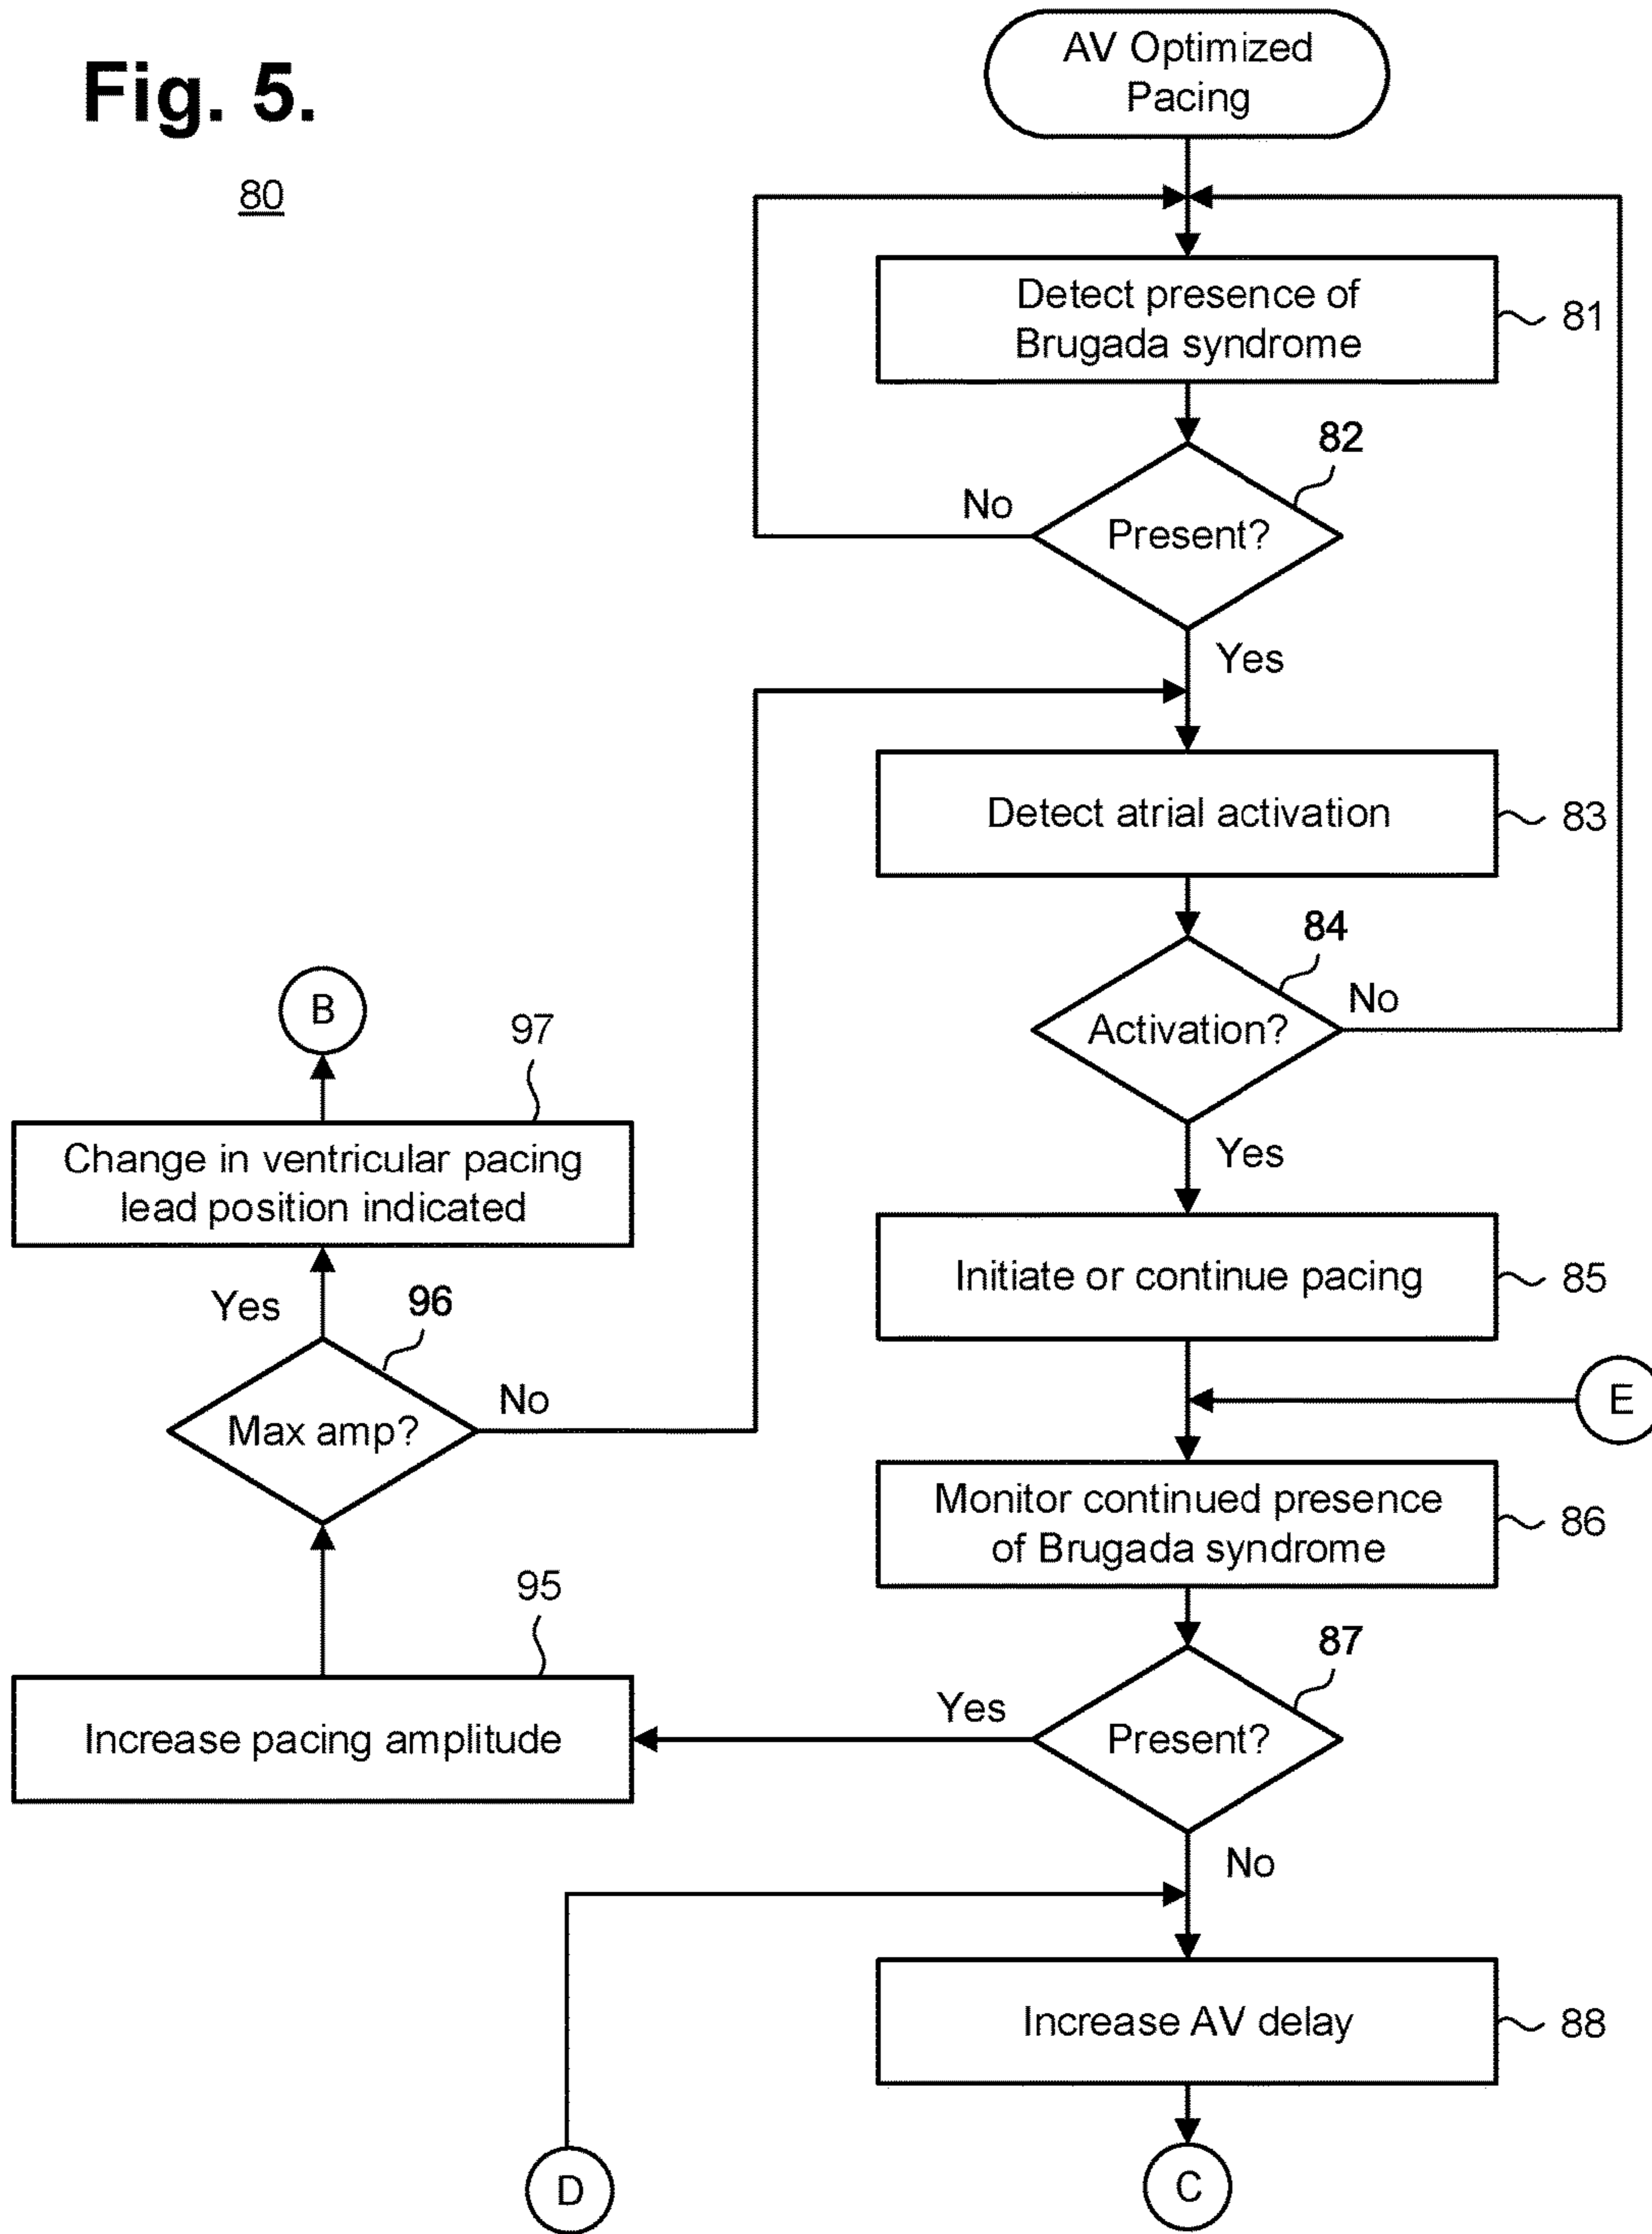 Fig. 5.
80
AV Optimized
Pacing
Detect presence of
Brugada syndrome
81
82
Present?
No
Yes
Detect atrial activation
83
84
Activation?
No
Yes
Initiate or continue pacing
85
E
Monitor continued presence
of Brugada syndrome
86
87
Present?
Yes
No
Increase pacing amplitude
95
Max amp?
96
Yes
No
Change in ventricular pacing
lead position indicated
97
B
Increase AV delay
88
D
C